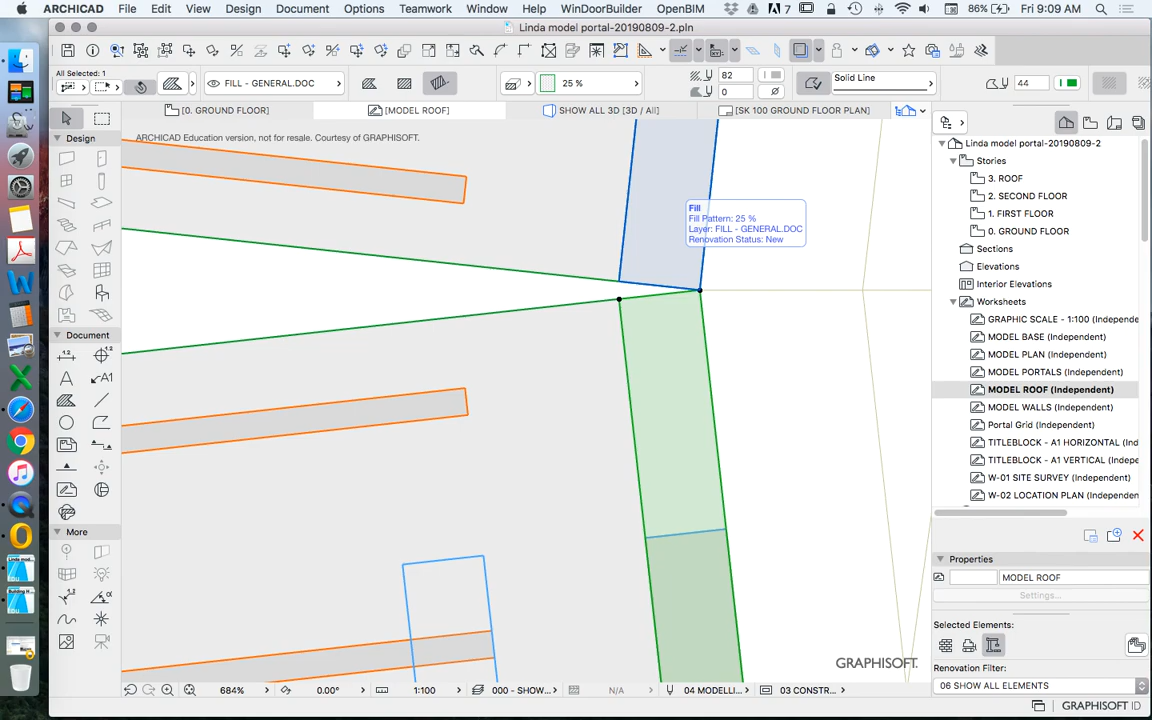 ARCHICAD File Edit View Design Document Options Teamwork Window WinDoorBuilder OpenBIM 7 86% Fri 9:09 AM
Linda model portal-20190809-2.pln
All Selected: 1
FILL - GENERAL.DOC
25 %
82
0
Solid Line
44
[0. GROUND FLOOR]
[MODEL ROOF]
SHOW ALL 3D [3D / All]
[SK 100 GROUND FLOOR PLAN]
ARCHICAD Education version, not for resale. Courtesy of GRAPHISOFT.
Design
Document
1.2
A
A1
1.2
More
Fill
Fill Pattern: 25 %
Layer: FILL - GENERAL.DOC
Renovation Status: New
GRAPHISOFT.
Linda model portal-20190809-2
Stories
3. ROOF
2. SECOND FLOOR
1. FIRST FLOOR
0. GROUND FLOOR
Sections
Elevations
Interior Elevations
Worksheets
GRAPHIC SCALE - 1:100 (Independe
MODEL BASE (Independent)
MODEL PLAN (Independent)
MODEL PORTALS (Independent)
MODEL ROOF (Independent)
MODEL WALLS (Independent)
Portal Grid (Independent)
TITLEBLOCK - A1 HORIZONTAL (Ind
TITLEBLOCK - A1 VERTICAL (Indepe
W-01 SITE SURVEY (Independent)
W-02 LOCATION PLAN (Independent)
Properties
MODEL ROOF
Settings...
Selected Elements:
Renovation Filter:
06 SHOW ALL ELEMENTS
684%
0.00°
1:100
000 - SHOW...
N/A
04 MODELLI...
03 CONSTR...
GRAPHISOFT ID